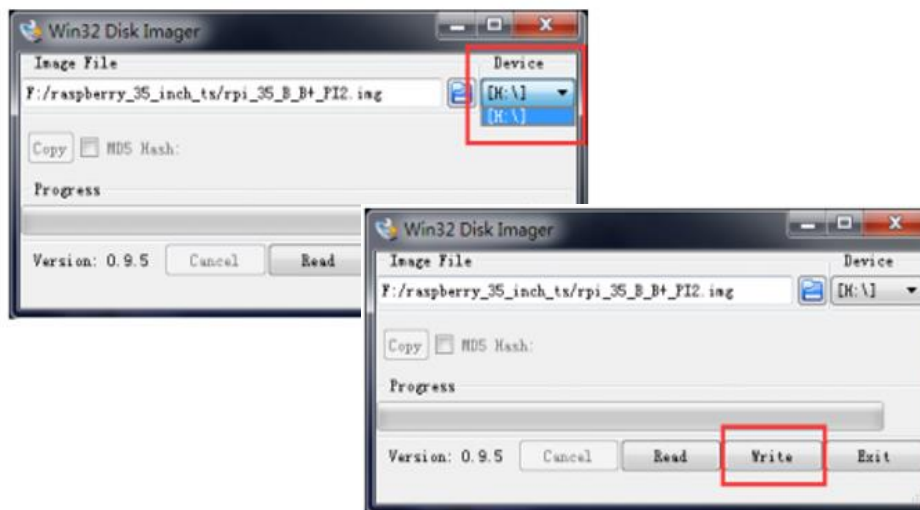 Win32 Disk Imager
Image File
Device
F:/raspberry_35_inch_tx/rpi_35_B_B+_PI2.img
[H:\]
[H:\]
Copy
MD5 Hash:
Progress
Version: 0.9.5
Cancel
Read
Win32 Disk Imager
Image File
Device
F:/raspberry_35_inch_tx/rpi_35_B_B+_PI2.img
[H:\]
Copy
MD5 Hash:
Progress
Version: 0.9.5
Cancel
Read
Write
Exit